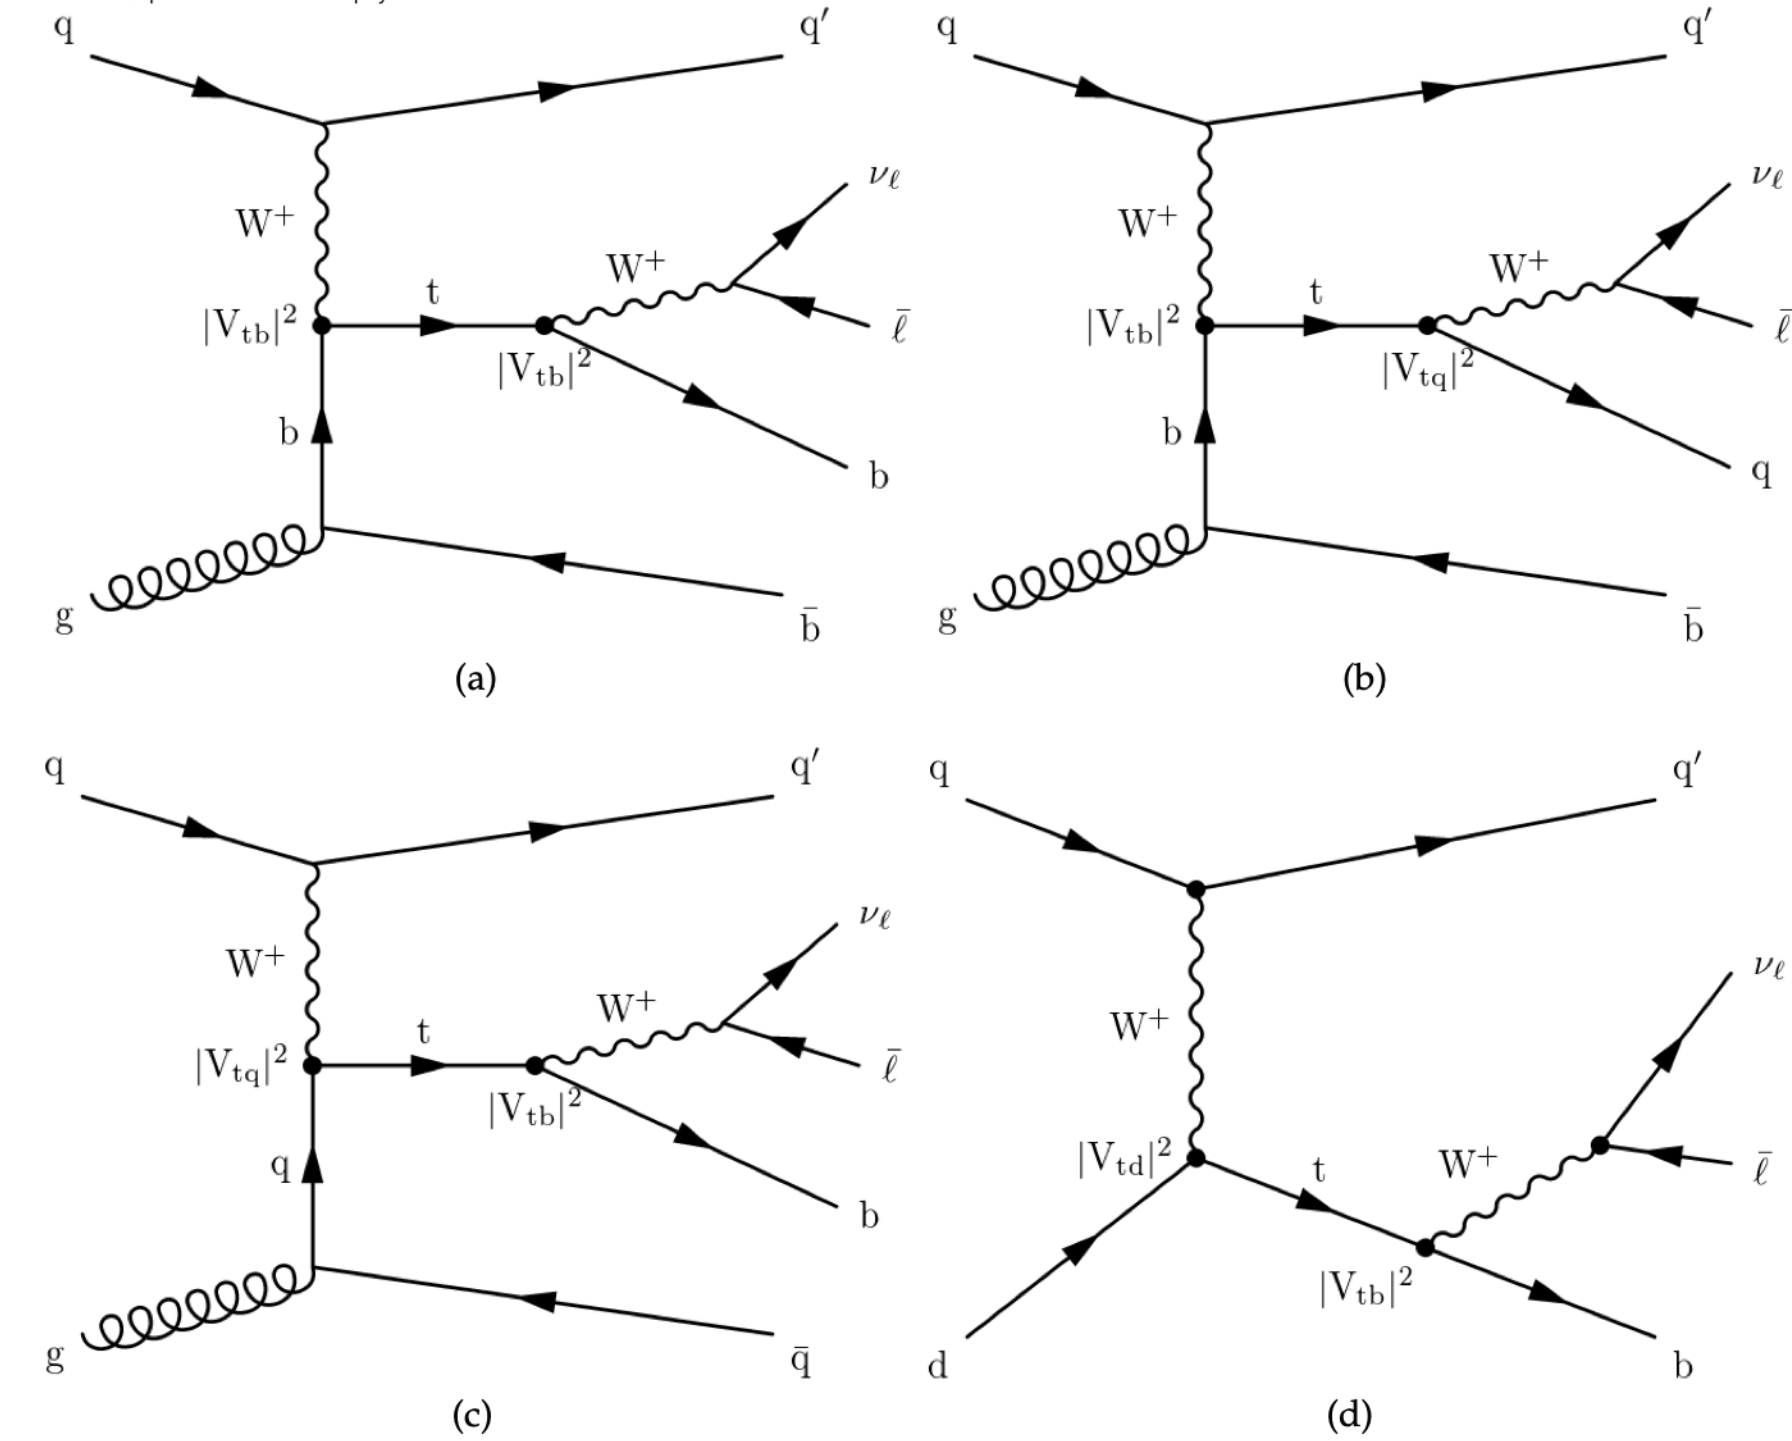 q q′ q q′
ν_ℓ ν_ℓ
W⁺ W⁺ W⁺ W⁺
t t
|V_tb|² ℓ̄ |V_tb|² ℓ̄
|V_tb|² |V_tq|²
b b
b q
g b̄ g b̄
(a) (b)
q q′ q q′
ν_ℓ ν_ℓ
W⁺ W⁺ W⁺
t
|V_tq|² ℓ̄ |V_td|² t W⁺ ℓ̄
|V_tb|²
q
b |V_tb|²
g q̄ d b
(c) (d)